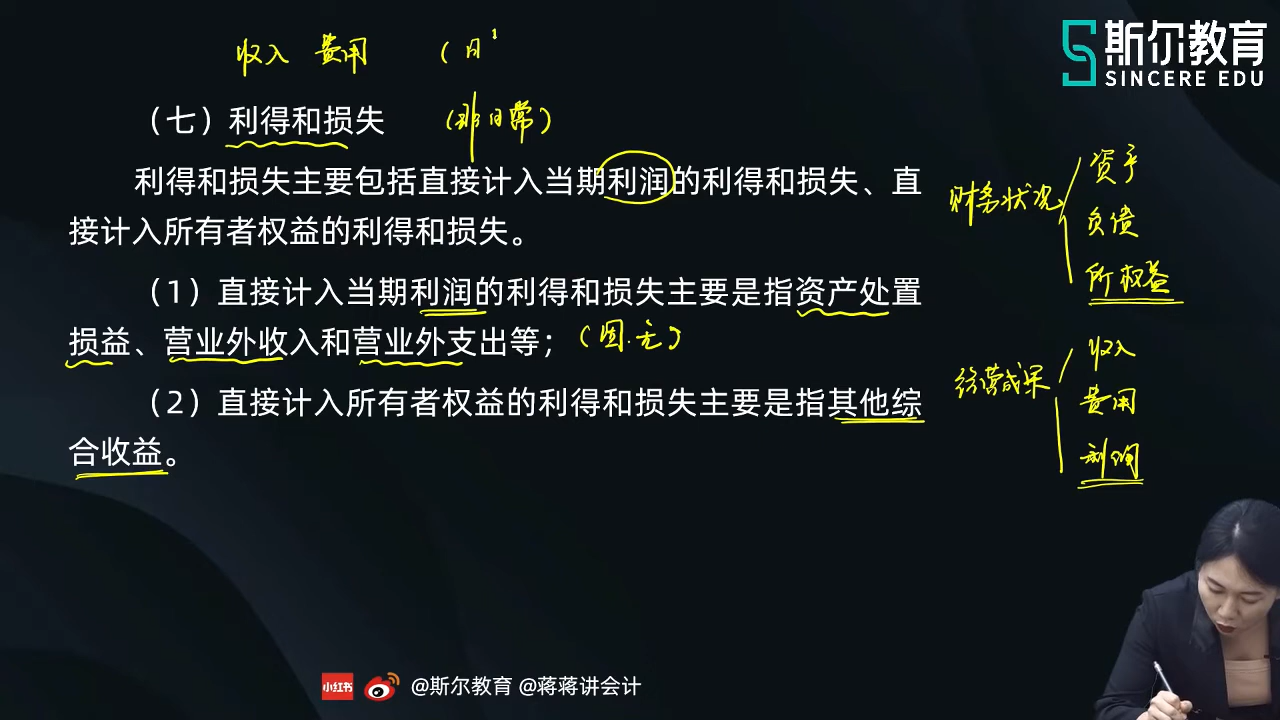 收入 费用 （日
斯尔教育
SINCERE EDU
（七）利得和损失 （非日常）
利得和损失主要包括直接计入当期利润的利得和损失、直
接计入所有者权益的利得和损失。
（1）直接计入当期利润的利得和损失主要是指资产处置
损益、营业外收入和营业外支出等；（固.无）
（2）直接计入所有者权益的利得和损失主要是指其他综
合收益。
财务状况
资产
负债
所权益
经营成果
收入
费用
利润
小红书 @斯尔教育 @蒋蒋讲会计